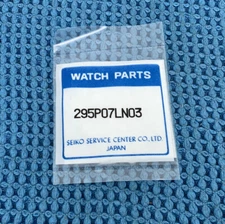 WATCH PARTS
295P07LN03
SEIKO SERVICE CENTER CO., LTD.
JAPAN